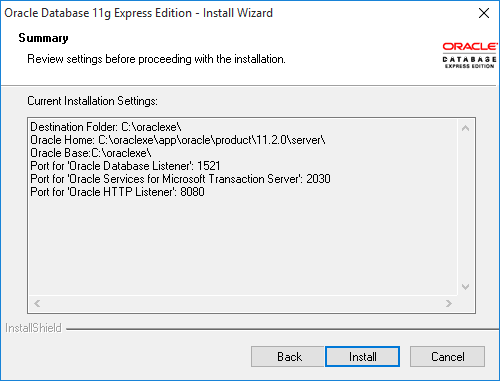 Oracle Database 11g Express Edition - Install Wizard
Summary
Review settings before proceeding with the installation.
ORACLE
DATABASE
EXPRESS EDITION
Current Installation Settings:
Destination Folder: C:\oraclexe\
Oracle Home: C:\oraclexe\app\oracle\product\11.2.0\server\
Oracle Base:C:\oraclexe\
Port for 'Oracle Database Listener': 1521
Port for 'Oracle Services for Microsoft Transaction Server': 2030
Port for 'Oracle HTTP Listener': 8080
InstallShield
Back Install Cancel